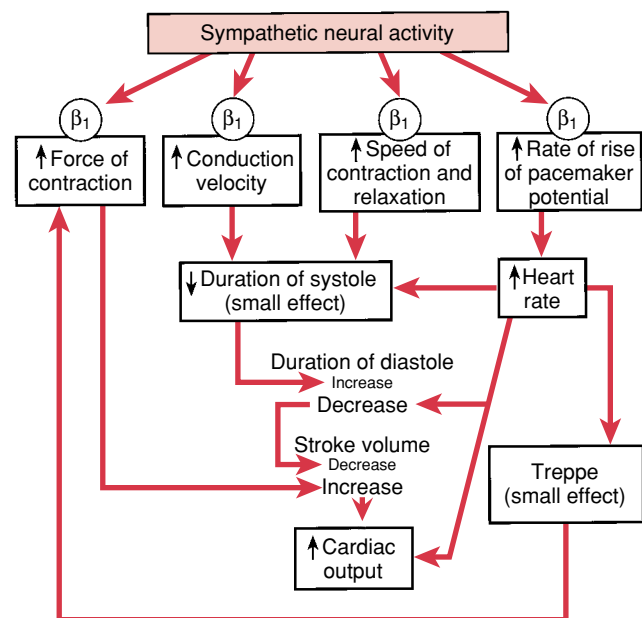 Sympathetic neural activity
β1
β1
β1
β1
↑ Force of
contraction
↑ Conduction
velocity
↑ Speed of
contraction and
relaxation
↑ Rate of rise
of pacemaker
potential
↓ Duration of systole
(small effect)
↑ Heart
rate
Duration of diastole
Increase
Decrease
Stroke volume
Decrease
Increase
Treppe
(small effect)
↑ Cardiac
output